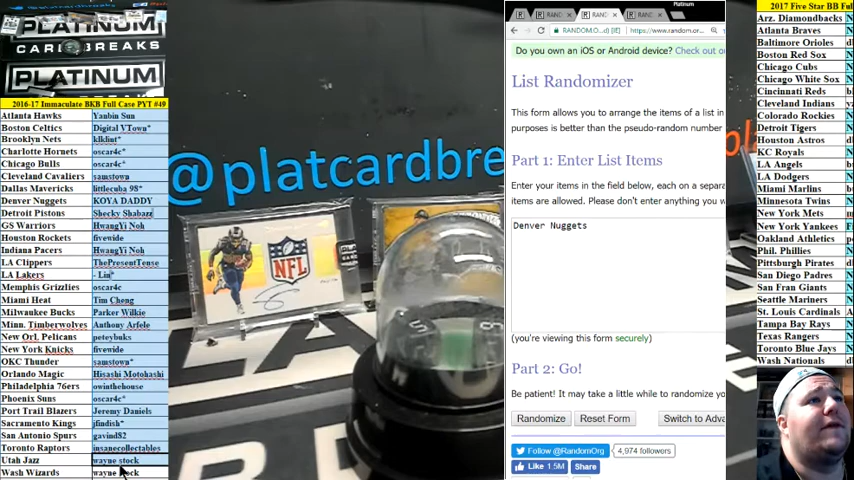 PLATINUM
CARD BREAKS
PLATINUM
2016-17 Immaculate BKB Full Case PYT #49
Atlanta Hawks Yanbin Sun
Boston Celtics Digital VTown*
Brooklyn Nets klklint*
Charlotte Hornets oscar4c*
Chicago Bulls oscar4c*
Cleveland Cavaliers samstown
Dallas Mavericks littlecuba 98*
Denver Nuggets KOYA DADDY
Detroit Pistons Shecky Shabazz
GS Warriors HwangYi Noh
Houston Rockets fivewide
Indiana Pacers HwangYi Noh
LA Clippers ThePresentTense
LA Lakers - Lin*
Memphis Grizzlies oscar4c
Miami Heat Tim Cheng
Milwaukee Bucks Parker Wilkie
Minn. Timberwolves Anthony Arfele
New Orl. Pelicans peteybuks
New York Knicks fivewide
OKC Thunder samstown*
Orlando Magic Hisashi Motohashi
Philadelphia 76ers owinthehouse
Phoenix Suns oscar4c*
Port Trail Blazers Jeremy Daniels
Sacramento Kings jfindish*
San Antonio Spurs gavind82
Toronto Raptors insanecollectables
Utah Jazz wayne stock
Wash Wizards wayne stock
@platcardbre
NFL
Platinum
RANDOM.O
https://www.random.or
Do you own an iOS or Android device? Check out o
List Randomizer
This form allows you to arrange the items of a list in
purposes is better than the pseudo-random number
Part 1: Enter List Items
Enter your items in the field below, each on a separa
items are allowed. Please don't enter anything you w
Denver Nuggets
(you're viewing this form securely)
Part 2: Go!
Be patient! It may take a little while to randomize yo
Randomize Reset Form Switch to Adva
Follow @RandomOrg 4,974 followers
Like 1.5M Share
2017 Five Star BB Ful
Arz. Diamondbacks
Atlanta Braves
Baltimore Orioles
Boston Red Sox
Chicago Cubs
Chicago White Sox
Cincinnati Reds
Cleveland Indians
Colorado Rockies
Detroit Tigers
Houston Astros
KC Royals
LA Angels
LA Dodgers
Miami Marlins
Minnesota Twins
New York Mets
New York Yankees
Oakland Athletics
Phil. Phillies
Pittsburgh Pirates
San Diego Padres
San Fran Giants
Seattle Mariners
St. Louis Cardinals
Tampa Bay Rays
Texas Rangers
Toronto Blue Jays
Wash Nationals